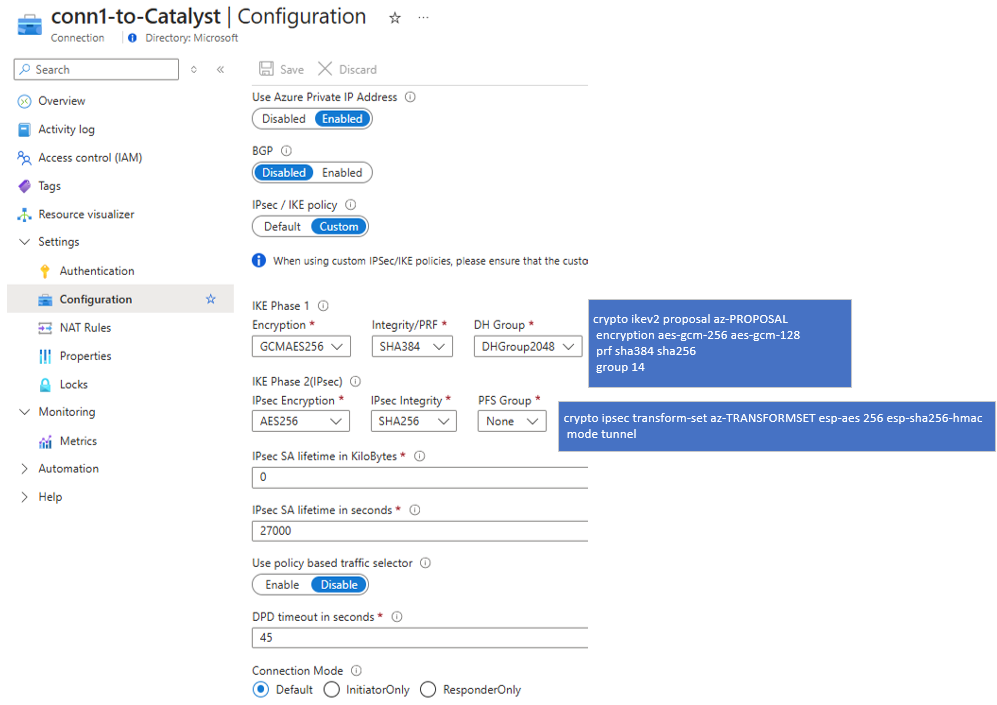 conn1-to-Catalyst | Configuration
Connection
Directory: Microsoft
Search
Overview
Activity log
Access control (IAM)
Tags
Resource visualizer
Settings
Authentication
Configuration
NAT Rules
Properties
Locks
Monitoring
Metrics
Automation
Help
Save Discard
Use Azure Private IP Address
Disabled Enabled
BGP
Disabled Enabled
IPsec / IKE policy
Default Custom
When using custom IPSec/IKE policies, please ensure that the custo
IKE Phase 1
Encryption * Integrity/PRF * DH Group *
GCMAES256 SHA384 DHGroup2048
IKE Phase 2(IPsec)
IPsec Encryption * IPsec Integrity * PFS Group *
AES256 SHA256 None
IPsec SA lifetime in KiloBytes *
0
IPsec SA lifetime in seconds *
27000
Use policy based traffic selector
Enable Disable
DPD timeout in seconds *
45
Connection Mode
Default InitiatorOnly ResponderOnly
crypto ikev2 proposal az-PROPOSAL
encryption aes-gcm-256 aes-gcm-128
prf sha384 sha256
group 14
crypto ipsec transform-set az-TRANSFORMSET esp-aes 256 esp-sha256-hmac
mode tunnel